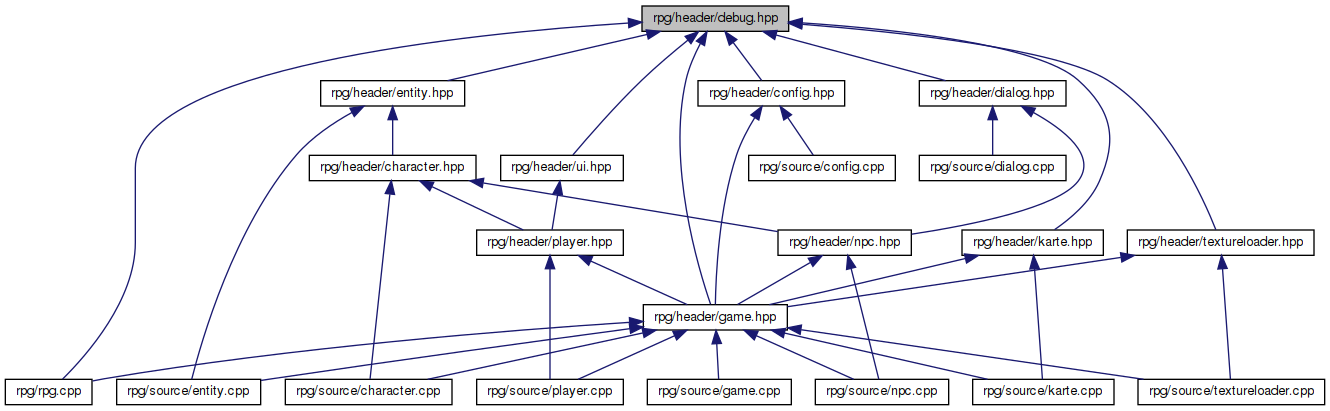 rpg/header/debug.hpp
rpg/header/entity.hpp
rpg/header/config.hpp
rpg/header/dialog.hpp
rpg/header/character.hpp
rpg/header/ui.hpp
rpg/source/config.cpp
rpg/source/dialog.cpp
rpg/header/player.hpp
rpg/header/npc.hpp
rpg/header/karte.hpp
rpg/header/textureloader.hpp
rpg/header/game.hpp
rpg/rpg.cpp
rpg/source/entity.cpp
rpg/source/character.cpp
rpg/source/player.cpp
rpg/source/game.cpp
rpg/source/npc.cpp
rpg/source/karte.cpp
rpg/source/textureloader.cpp